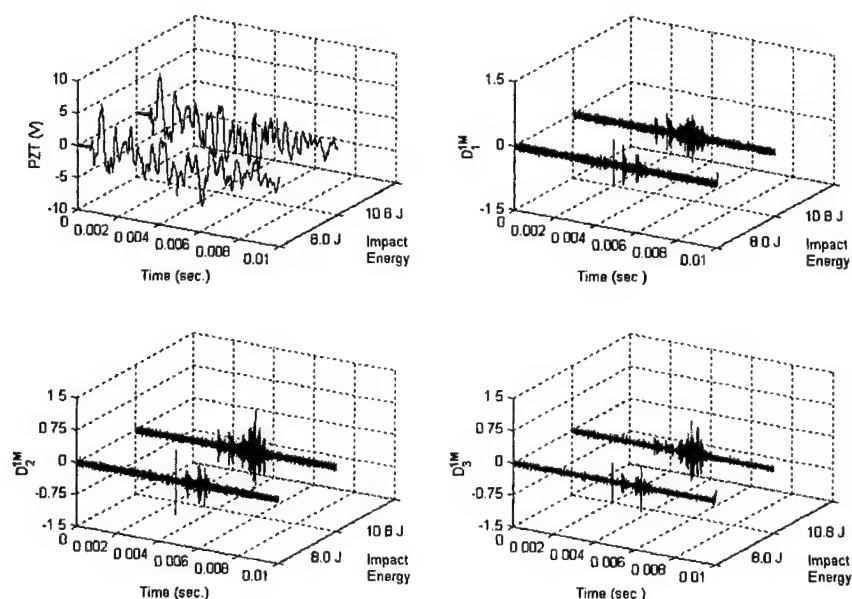 10
5
0
-5
-10
PZT (V)
0
0.002
0.004
0.006
0.008
0.01
Time (sec.)
8.0 J
10.8 J
Impact
Energy
1.5
0
-1.5
D₁¹ᴹ
0
0.002
0.004
0.006
0.008
0.01
Time (sec)
8.0 J
10.8 J
Impact
Energy
1 5
0.75
0
-0.75
-1.5
D₂¹ᴹ
0
0.002
0.004
0.006
0.008
0.01
Time (sec.)
8.0 J
10.8 J
Impact
Energy
1 5
0.75
0
-0.75
-1.5
D₃¹ᴹ
0
0.002
0.004
0.006
0.008
0.01
Time (sec.)
8.0 J
10.8 J
Impact
Energy